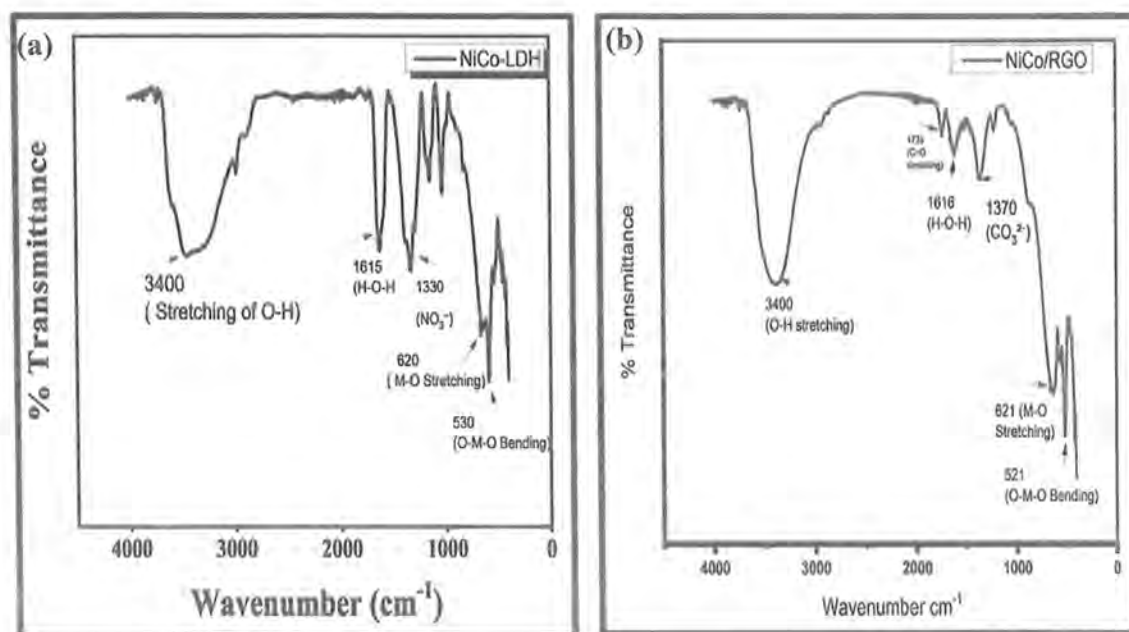 (a)
NiCo-LDH
3400
( Stretching of O-H)
1615
(H-O-H
1330
(NO₃⁻)
620
( M-O Stretching)
530
(O-M-O Bending)
% Transmittance
4000 3000 2000 1000 0
Wavenumber (cm⁻¹)
(b)
NiCo/RGO
(C=O
1616
(H-O-H)
1370
(CO₃²⁻)
3400
(O-H stretching)
621 (M-O
Stretching)
521
(O-M-O Bending)
% Transmittance
4000 3000 2000 1000 0
Wavenumber cm⁻¹